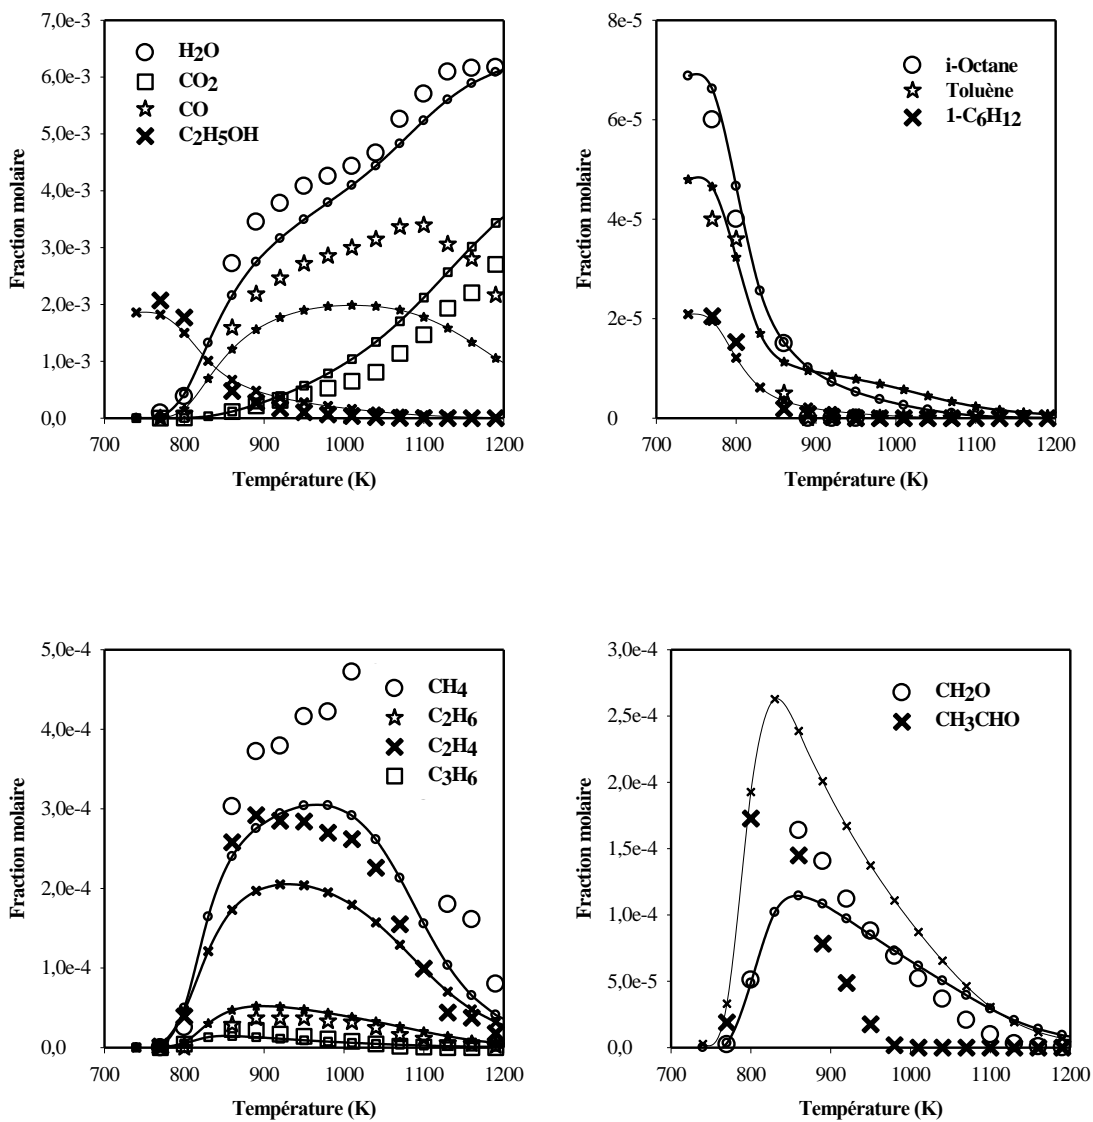 7,0e-3
6,0e-3
5,0e-3
4,0e-3
3,0e-3
2,0e-3
1,0e-3
0,0
Fraction molaire
H2O
CO2
CO
C2H5OH
700 800 900 1000 1100 1200
Température (K)
8e-5
6e-5
4e-5
2e-5
0
Fraction molaire
i-Octane
Toluène
1-C6H12
700 800 900 1000 1100 1200
Température (K)
5,0e-4
4,0e-4
3,0e-4
2,0e-4
1,0e-4
0,0
Fraction molaire
CH4
C2H6
C2H4
C3H6
700 800 900 1000 1100 1200
Température (K)
3,0e-4
2,5e-4
2,0e-4
1,5e-4
1,0e-4
5,0e-5
0,0
Fraction molaire
CH2O
CH3CHO
700 800 900 1000 1100 1200
Température (K)